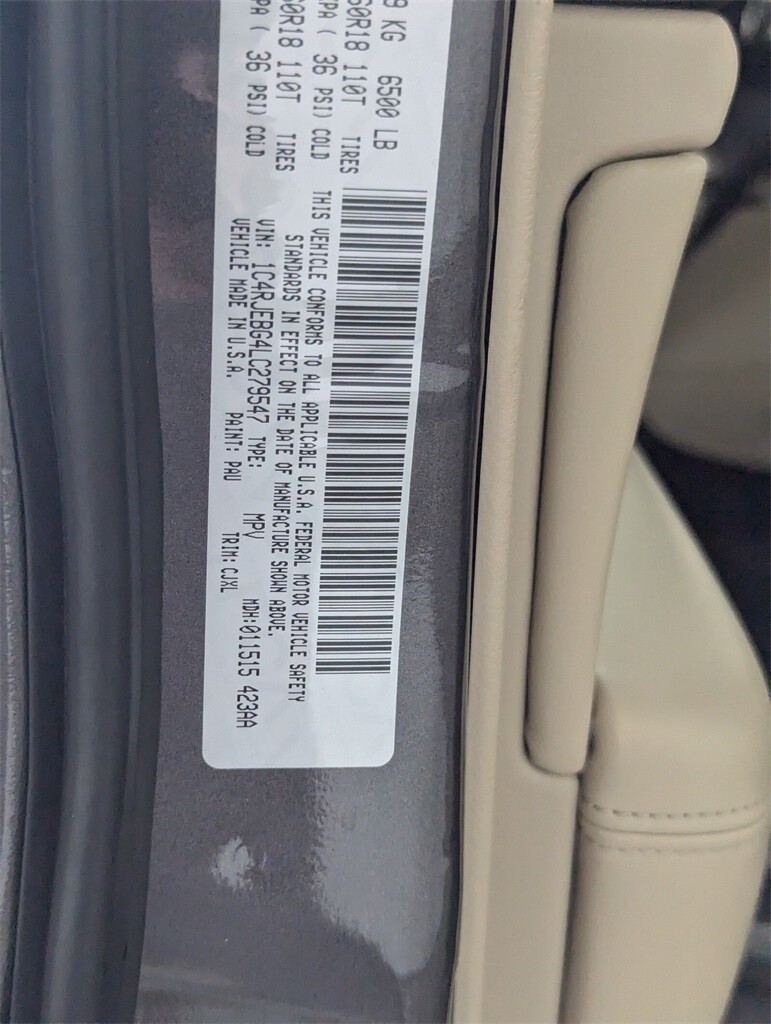 9 KG 6500 LB
60R18 110T TIRES
PA ( 36 PSI) COLD
60R18 110T TIRES
PA ( 36 PSI) COLD
THIS VEHICLE CONFORMS TO ALL APPLICABLE U.S.A. FEDERAL MOTOR VEHICLE SAFETY
STANDARDS IN EFFECT ON THE DATE OF MANUFACTURE SHOWN ABOVE.
VIN: 1C4RJEBG4LC279547 TYPE: MPV MDH:011515 423AA
VEHICLE MADE IN U.S.A. PAINT: PAU TRIM: CJXL